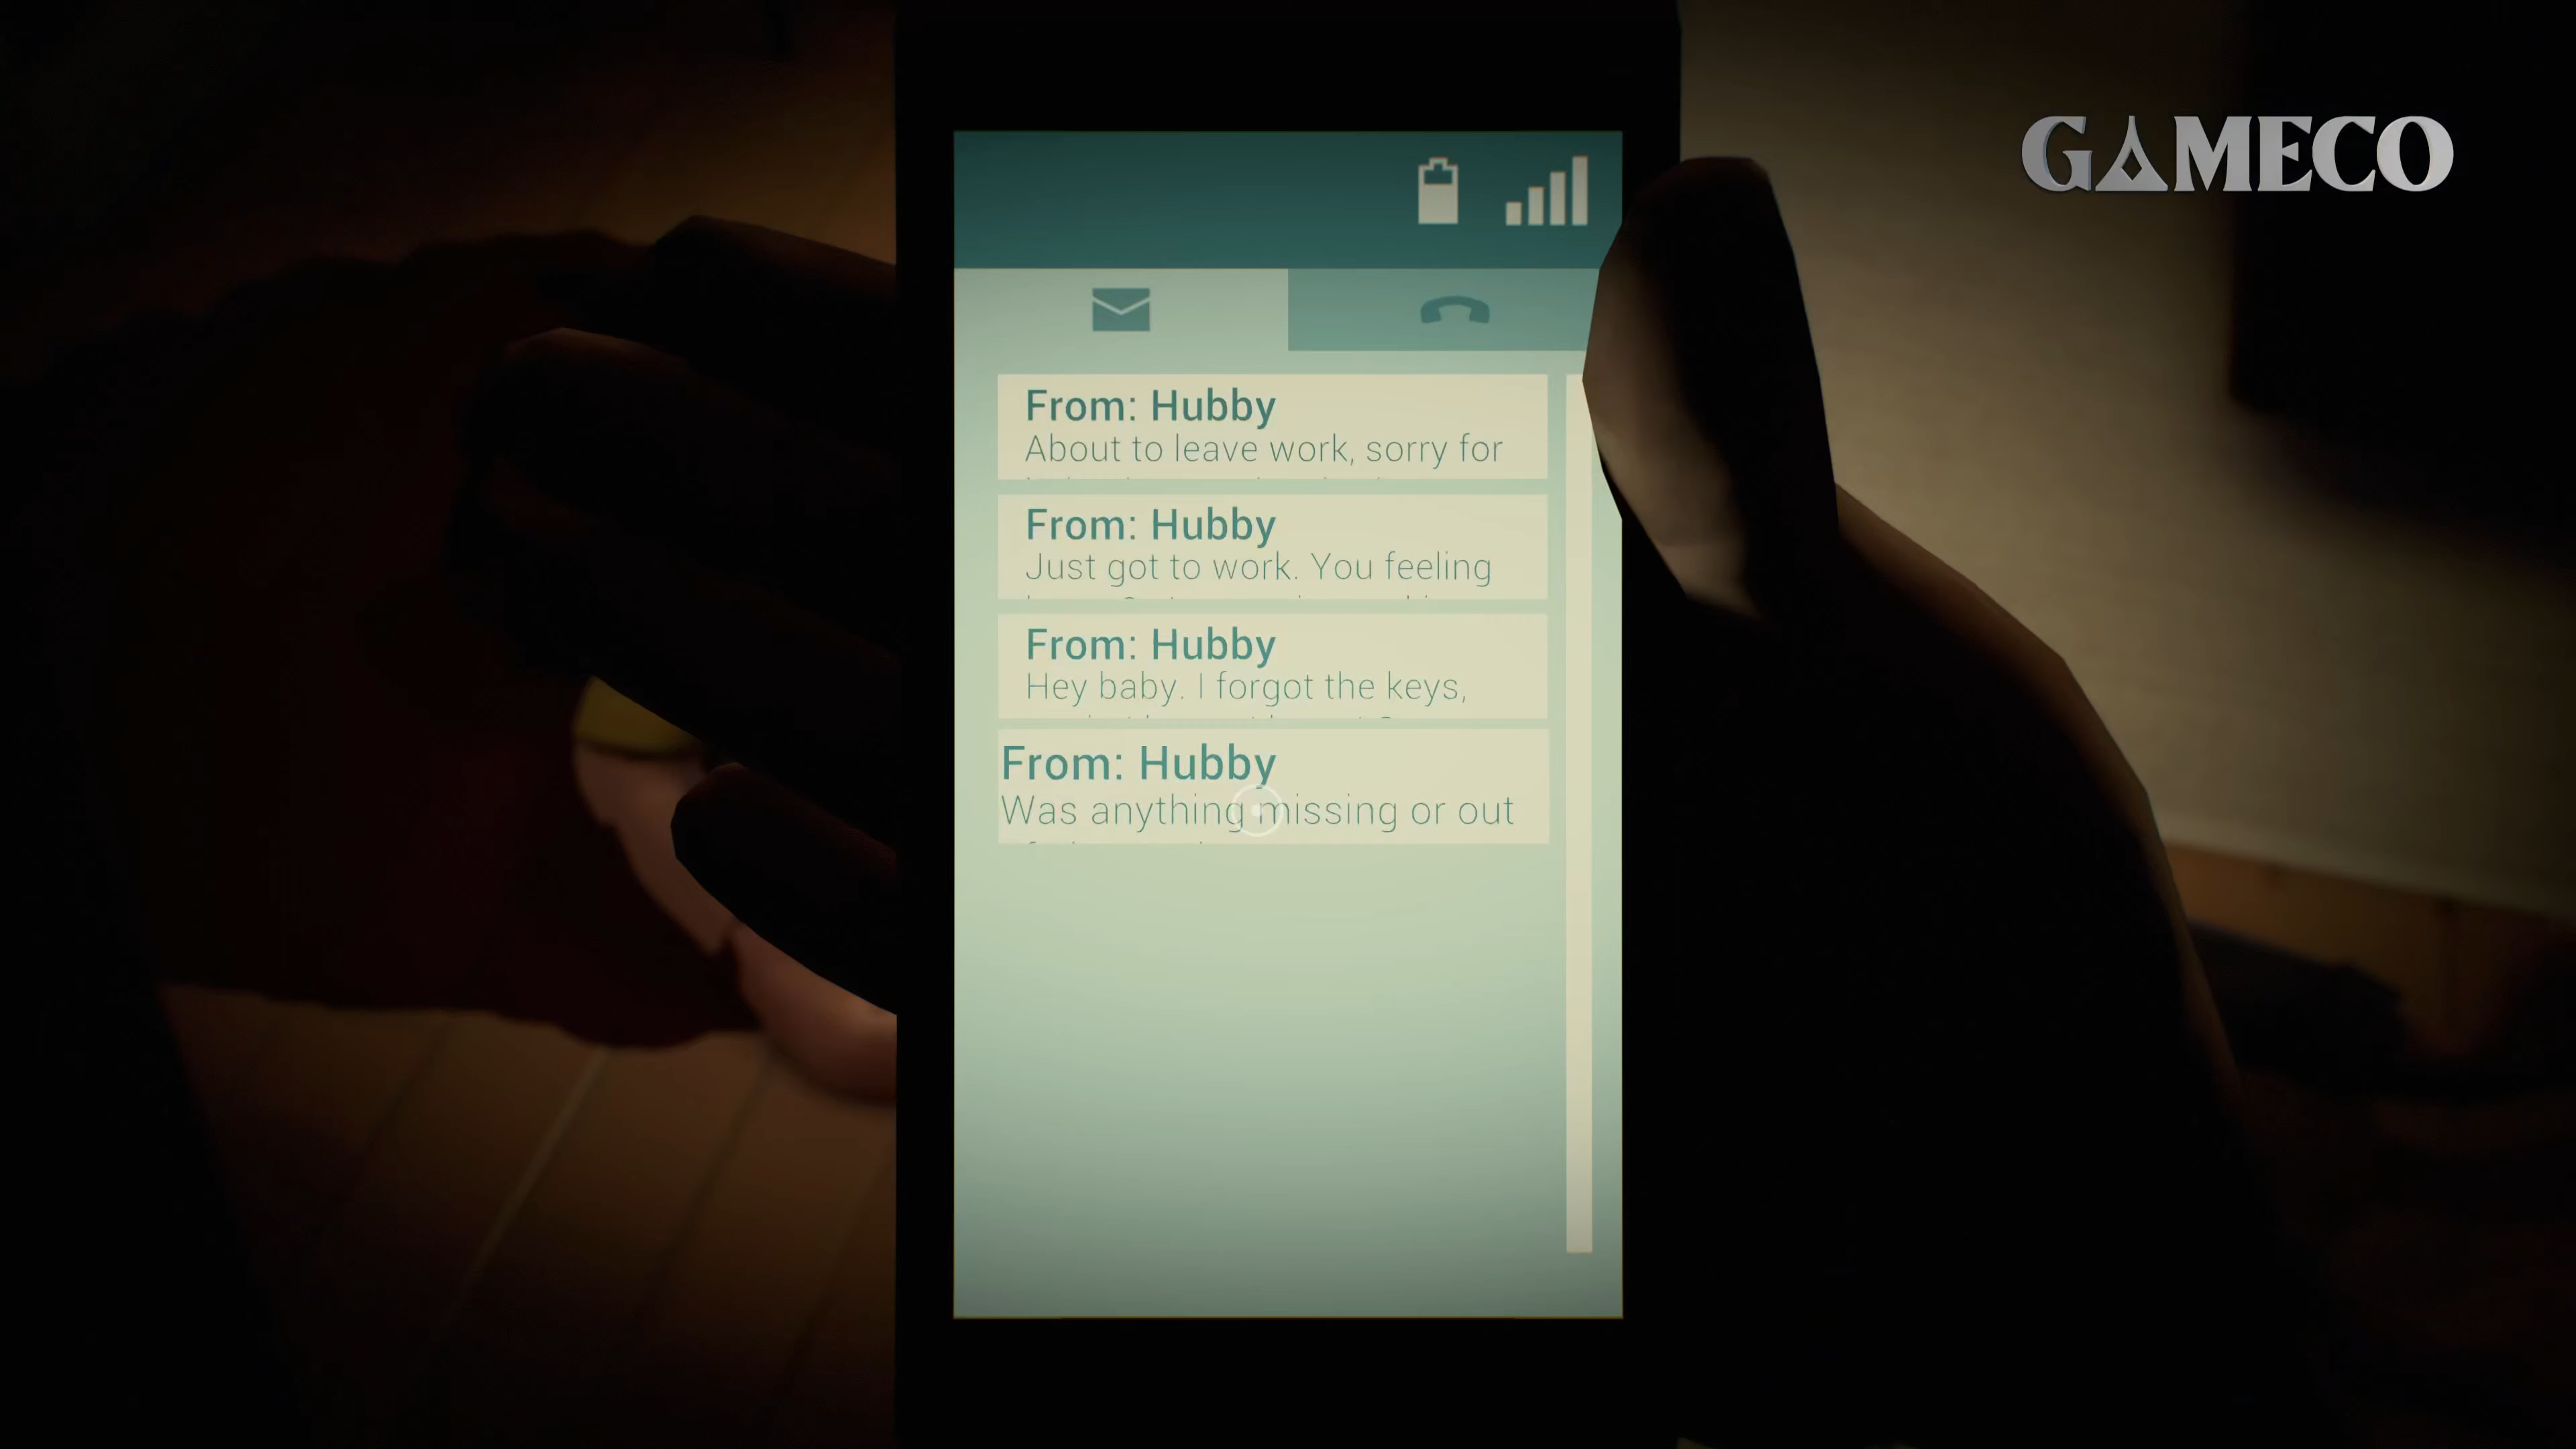 GAMECO
From: Hubby
About to leave work, sorry for
From: Hubby
Just got to work. You feeling
From: Hubby
Hey baby. I forgot the keys,
From: Hubby
Was anything missing or out